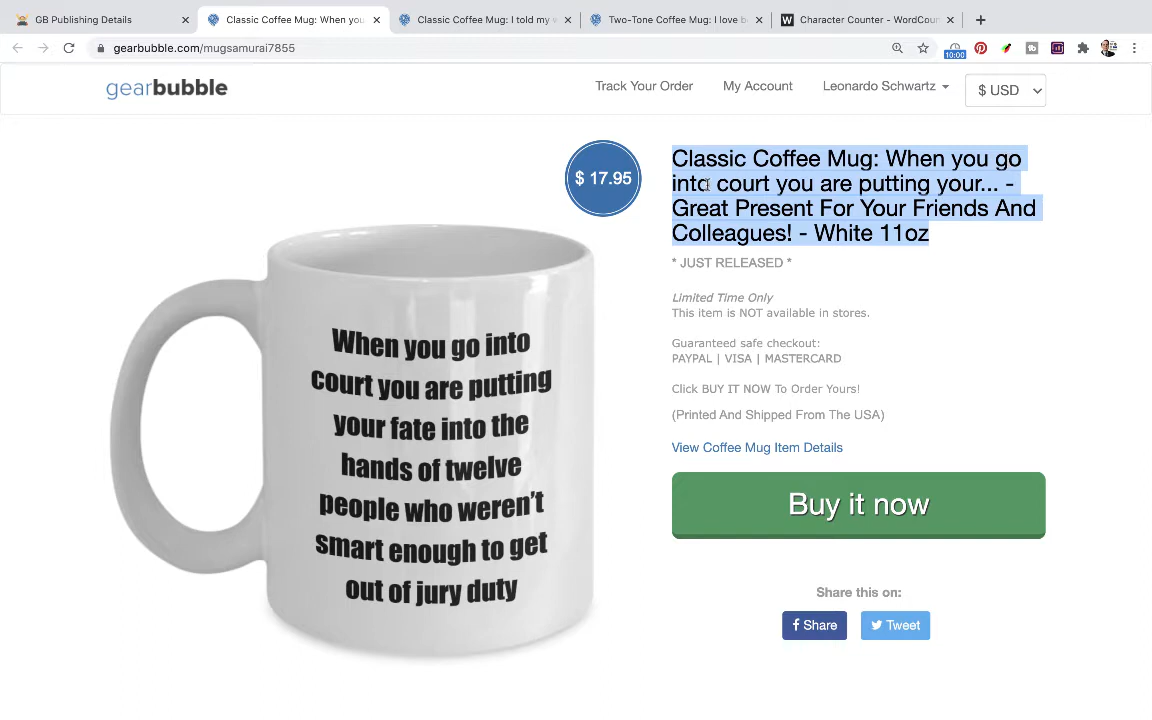 GB Publishing Details
Classic Coffee Mug: When you
Classic Coffee Mug: I told my
Two-Tone Coffee Mug: I love
Character Counter - WordCou
gearbubble.com/mugsamurai7855
10:00
gearbubble
Track Your Order
My Account
Leonardo Schwartz
$ USD
$ 17.95
Classic Coffee Mug: When you go
into court you are putting your... -
Great Present For Your Friends And
Colleagues! - White 11oz
* JUST RELEASED *
Limited Time Only
This item is NOT available in stores.
Guaranteed safe checkout:
PAYPAL | VISA | MASTERCARD
Click BUY IT NOW To Order Yours!
(Printed And Shipped From The USA)
View Coffee Mug Item Details
Buy it now
Share this on:
Share
Tweet
When you go into
court you are putting
your fate into the
hands of twelve
people who weren't
smart enough to get
out of jury duty